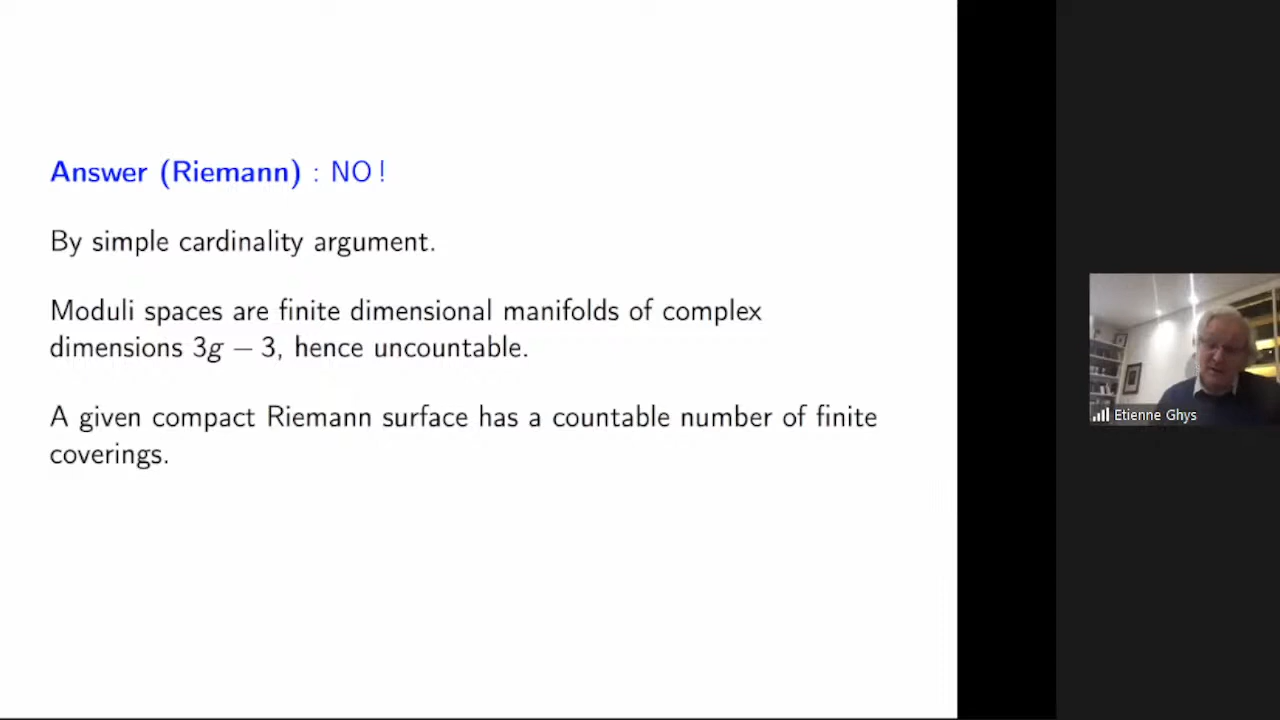 Answer (Riemann) : NO !
By simple cardinality argument.
Moduli spaces are finite dimensional manifolds of complex
dimensions 3g − 3, hence uncountable.
A given compact Riemann surface has a countable number of finite
coverings.
Etienne Ghys